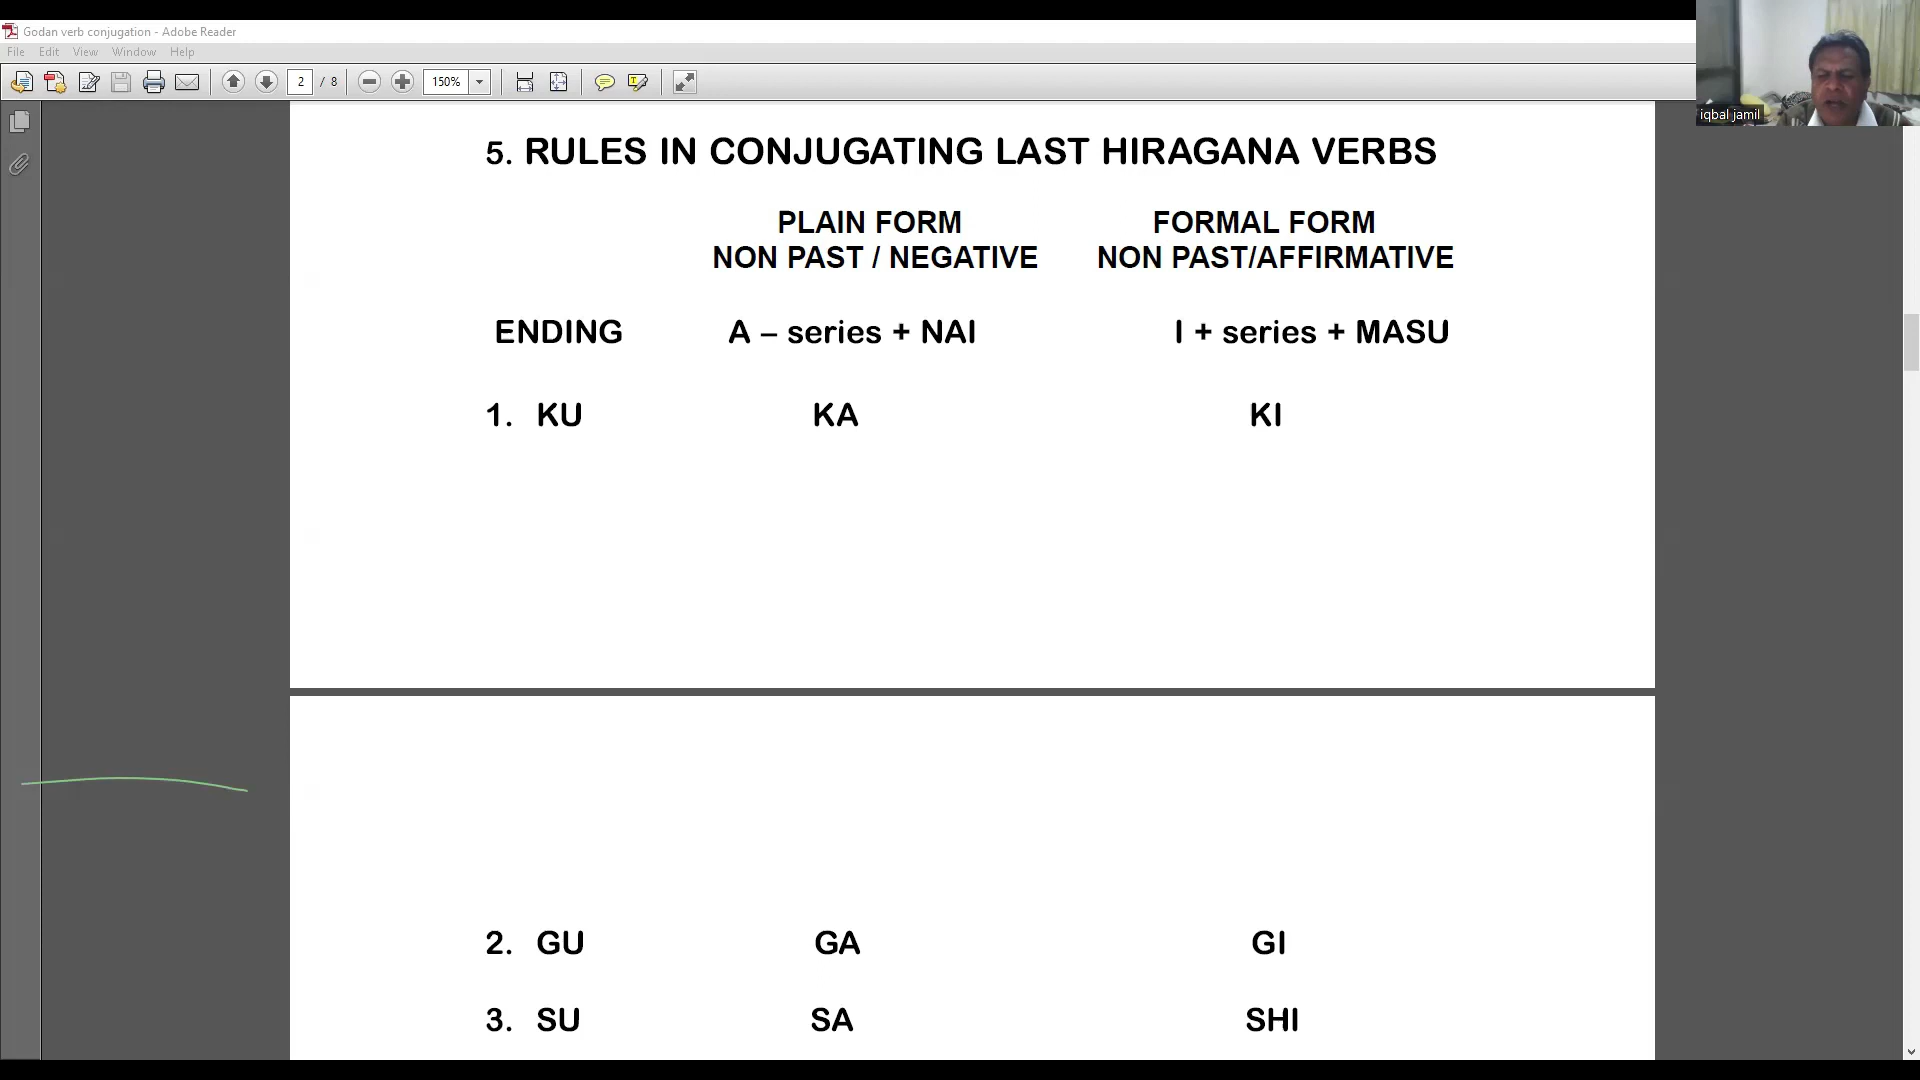 Godan verb conjugation - Adobe Reader
File Edit View Window Help
2 / 8 150%
iqbal jamil
5. RULES IN CONJUGATING LAST HIRAGANA VERBS
PLAIN FORM FORMAL FORM
NON PAST / NEGATIVE NON PAST/AFFIRMATIVE
ENDING A – series + NAI I + series + MASU
1. KU KA KI
2. GU GA GI
3. SU SA SHI